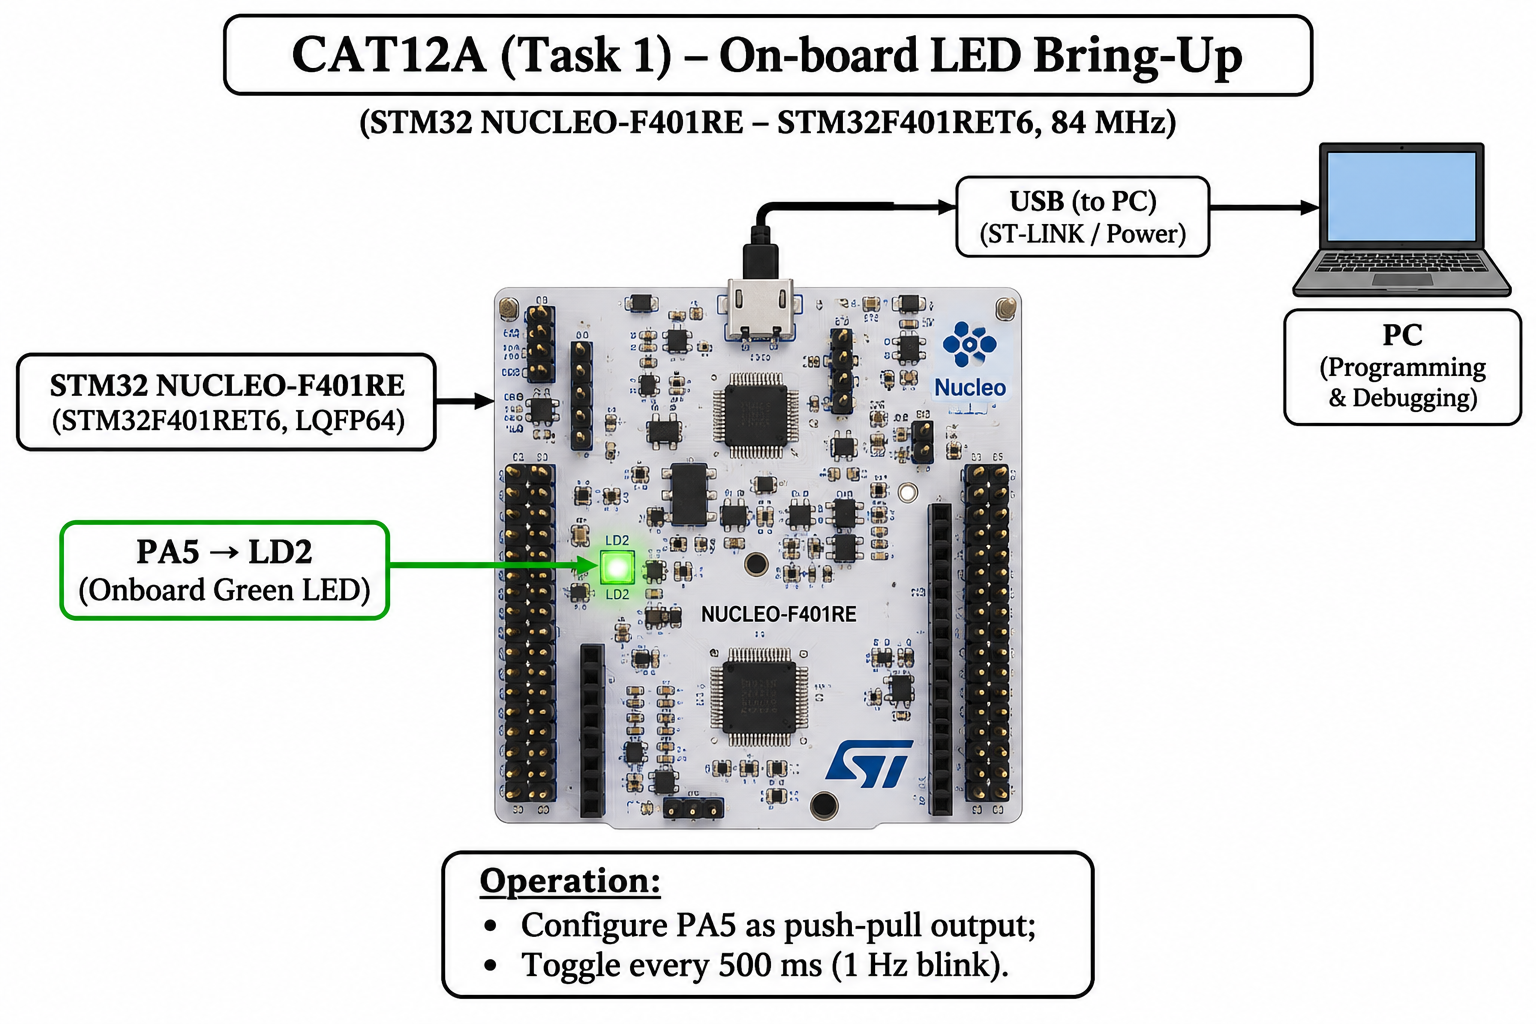 CAT12A (Task 1) – On-board LED Bring-Up
(STM32 NUCLEO-F401RE – STM32F401RET6, 84 MHz)
USB (to PC)
(ST-LINK / Power)
PC
(Programming
& Debugging)
STM32 NUCLEO-F401RE
(STM32F401RET6, LQFP64)
Nucleo
PA5 → LD2
(Onboard Green LED)
LD2
LD2
NUCLEO-F401RE
ST
Operation:
• Configure PA5 as push-pull output;
• Toggle every 500 ms (1 Hz blink).